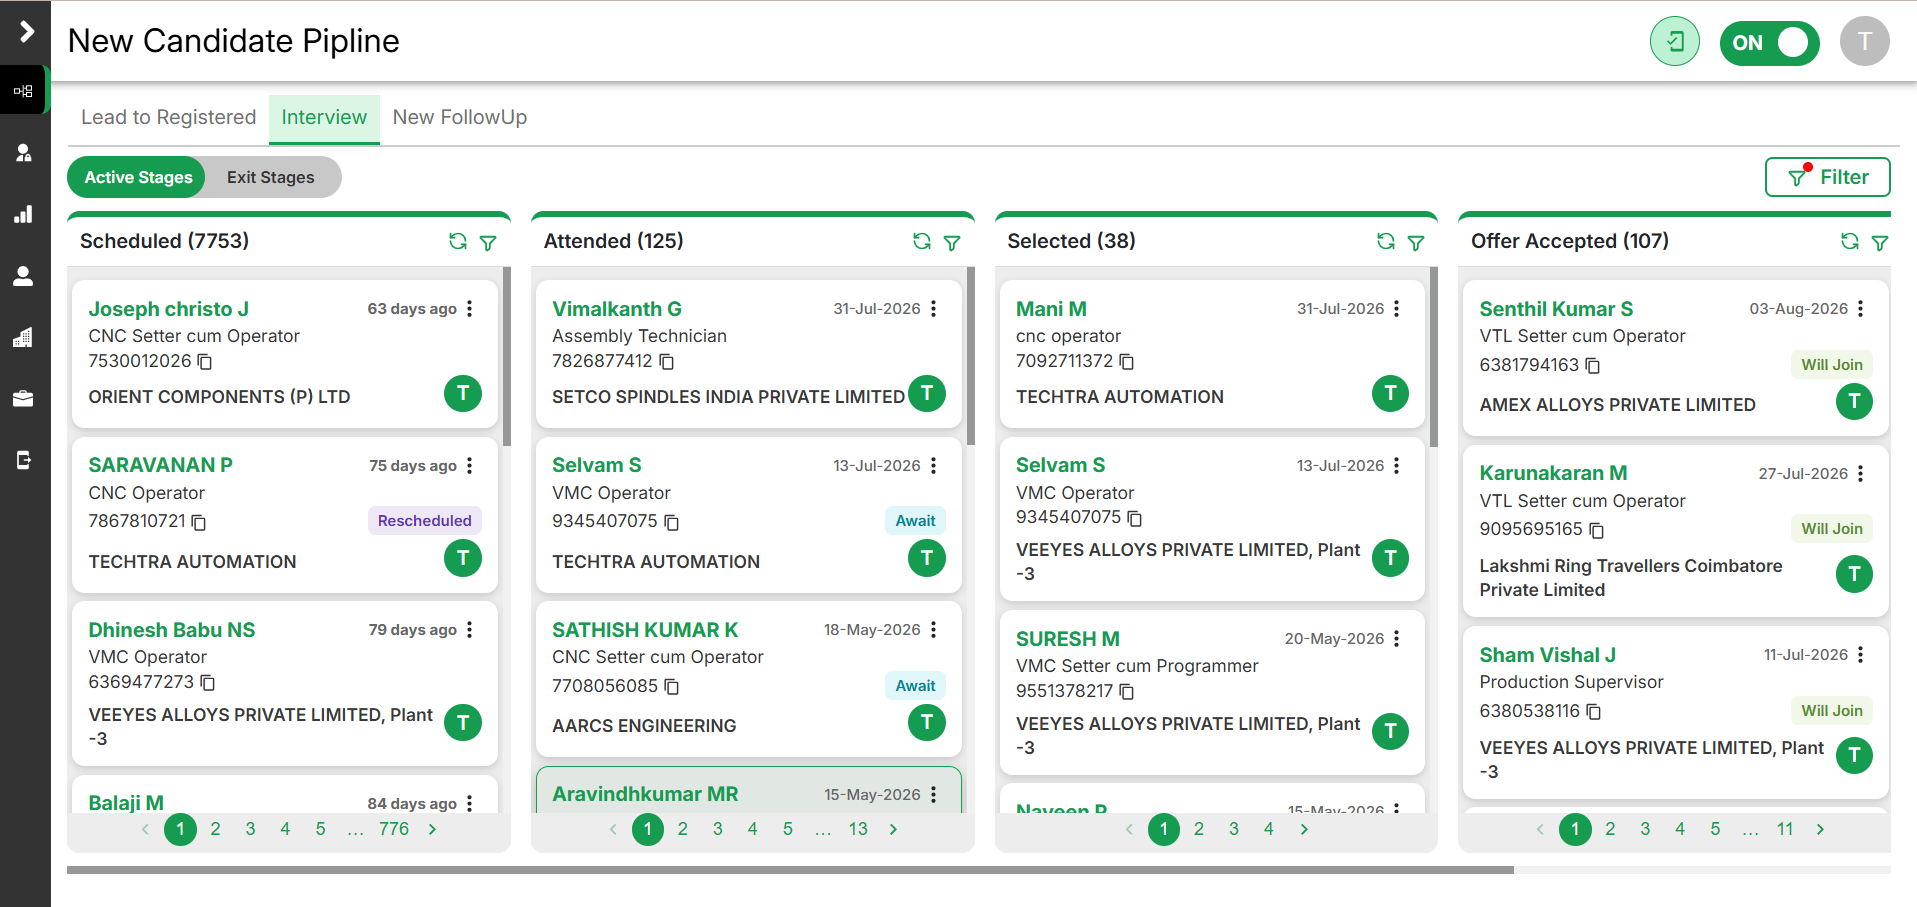 New Candidate Pipline
ON
T
Lead to Registered
Interview
New FollowUp
Active Stages
Exit Stages
Filter
Scheduled (7753)
Joseph christo J
63 days ago
CNC Setter cum Operator
7530012026
ORIENT COMPONENTS (P) LTD
T
SARAVANAN P
75 days ago
CNC Operator
7867810721
Rescheduled
TECHTRA AUTOMATION
T
Dhinesh Babu NS
79 days ago
VMC Operator
6369477273
VEEYES ALLOYS PRIVATE LIMITED, Plant
-3
T
Balaji M
84 days ago
1 2 3 4 5 ... 776
Attended (125)
Vimalkanth G
31-Jul-2026
Assembly Technician
7826877412
SETCO SPINDLES INDIA PRIVATE LIMITED
T
Selvam S
13-Jul-2026
VMC Operator
9345407075
Await
TECHTRA AUTOMATION
T
SATHISH KUMAR K
18-May-2026
CNC Setter cum Operator
7708056085
Await
AARCS ENGINEERING
T
Aravindhkumar MR
15-May-2026
1 2 3 4 5 ... 13
Selected (38)
Mani M
31-Jul-2026
cnc operator
7092711372
TECHTRA AUTOMATION
T
Selvam S
13-Jul-2026
VMC Operator
9345407075
VEEYES ALLOYS PRIVATE LIMITED, Plant
-3
T
SURESH M
20-May-2026
VMC Setter cum Programmer
9551378217
VEEYES ALLOYS PRIVATE LIMITED, Plant
-3
T
Naveen P
15-May-2026
1 2 3 4
Offer Accepted (107)
Senthil Kumar S
03-Aug-2026
VTL Setter cum Operator
6381794163
Will Join
AMEX ALLOYS PRIVATE LIMITED
T
Karunakaran M
27-Jul-2026
VTL Setter cum Operator
9095695165
Will Join
Lakshmi Ring Travellers Coimbatore
Private Limited
T
Sham Vishal J
11-Jul-2026
Production Supervisor
6380538116
Will Join
VEEYES ALLOYS PRIVATE LIMITED, Plant
-3
T
1 2 3 4 5 ... 11